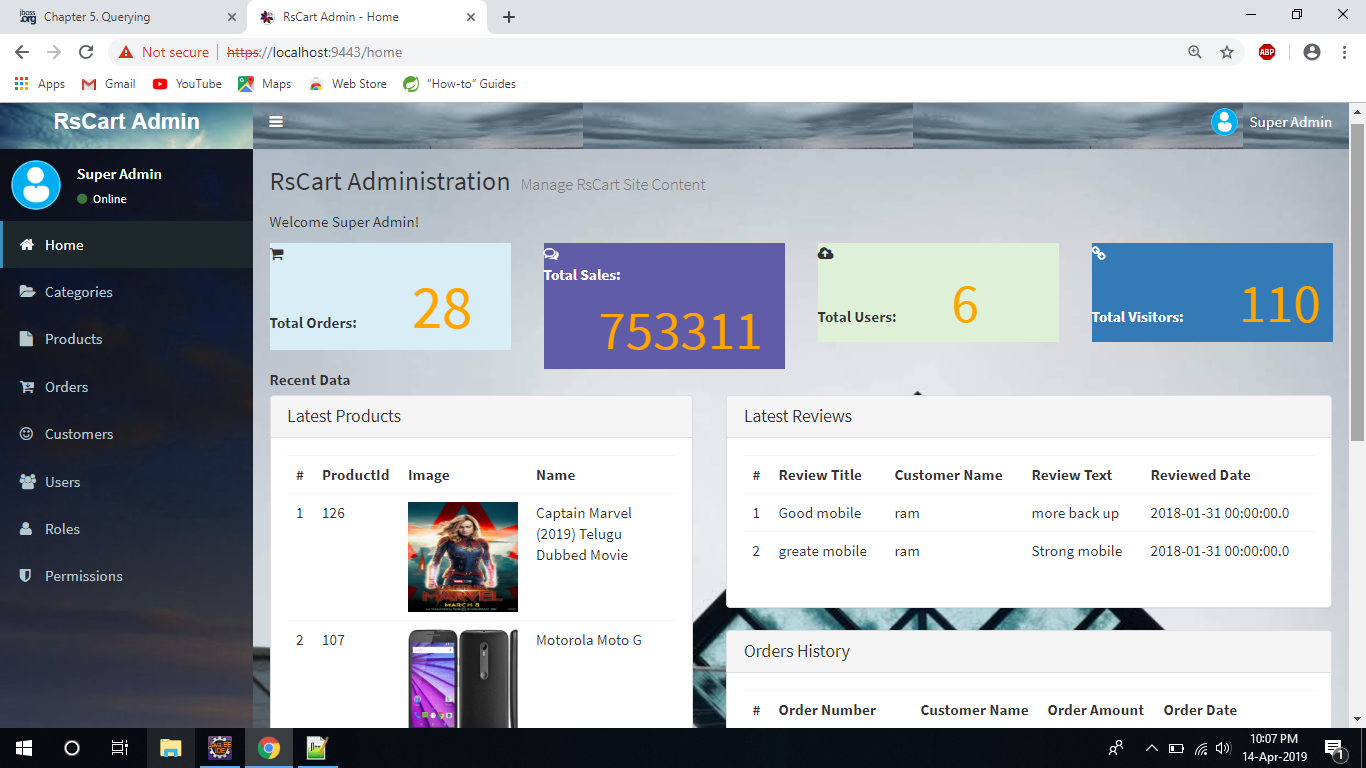 jboss.org Chapter 5. Querying
RsCart Admin - Home
Not secure | https://localhost:9443/home
ABP
Apps Gmail YouTube Maps Web Store “How-to” Guides
RsCart Admin
Super Admin
Super Admin
Online
Home
Categories
Products
Orders
Customers
Users
Roles
Permissions
RsCart Administration Manage RsCart Site Content
Welcome Super Admin!
Total Orders: 28
Total Sales:
753311
Total Users: 6
Total Visitors: 110
Recent Data
Latest Products
# ProductId Image Name
1 126 Captain Marvel
(2019) Telugu
Dubbed Movie
MARVEL
MARCH 8
2 107 Motorola Moto G
Latest Reviews
# Review Title Customer Name Review Text Reviewed Date
1 Good mobile ram more back up 2018-01-31 00:00:00.0
2 greate mobile ram Strong mobile 2018-01-31 00:00:00.0
Orders History
# Order Number Customer Name Order Amount Order Date
10:07 PM
14-Apr-2019
1